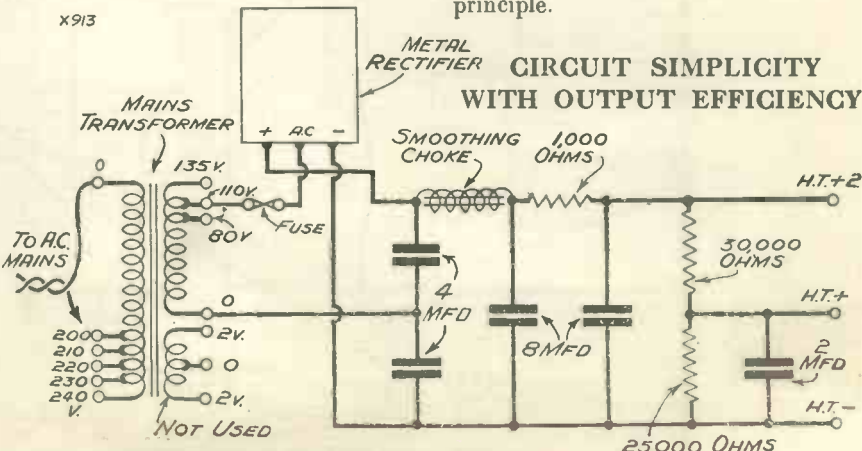 principle.
X913
METAL
RECTIFIER
CIRCUIT SIMPLICITY
WITH OUTPUT EFFICIENCY
MAINS
TRANSFORMER
+ A.C. -
SMOOTHING
CHOKE
1,000
OHMS
0
135V.
110V.
80V
FUSE
H.T.+2
TO A.C.
MAINS
30,000
OHMS
4
MFD
0
H.T.+
200
210
220
230
240
V.
2V.
0
2V.
8MFD
2
MFD
NOT USED
H.T.-
25000 OHMS